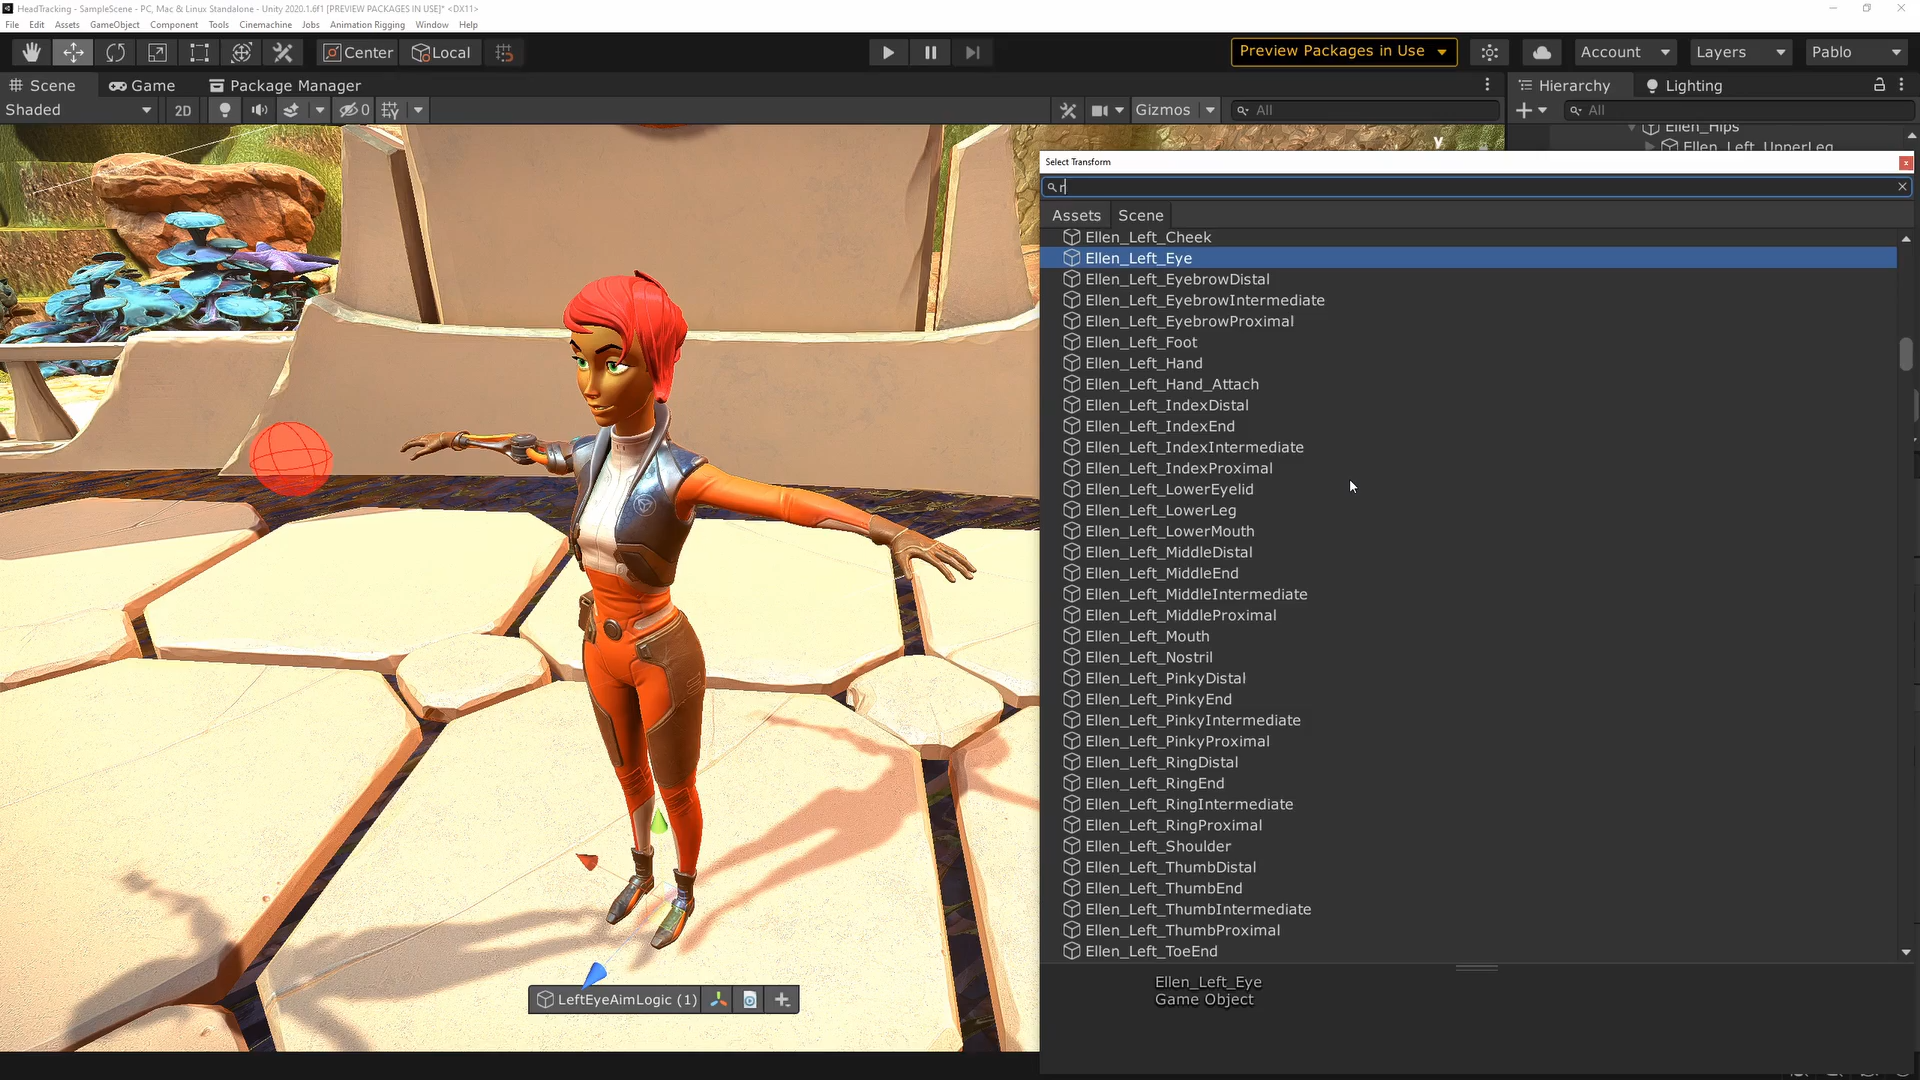 HeadTracking - SampleScene - PC, Mac & Linux Standalone - Unity 2020.1.6f1 [PREVIEW PACKAGES IN USE]* <DX11>
File Edit Assets GameObject Component Tools Cinemachine Jobs Animation Rigging Window Help
Center Local Preview Packages in Use Account Layers Pablo
Scene Game Package Manager Hierarchy Lighting
Shaded 2D 0 Gizmos All All
Ellen_Hips
Ellen_Left_UpperLeg
y
Select Transform
r
Assets Scene
Ellen_Left_Cheek
Ellen_Left_Eye
Ellen_Left_EyebrowDistal
Ellen_Left_EyebrowIntermediate
Ellen_Left_EyebrowProximal
Ellen_Left_Foot
Ellen_Left_Hand
Ellen_Left_Hand_Attach
Ellen_Left_IndexDistal
Ellen_Left_IndexEnd
Ellen_Left_IndexIntermediate
Ellen_Left_IndexProximal
Ellen_Left_LowerEyelid
Ellen_Left_LowerLeg
Ellen_Left_LowerMouth
Ellen_Left_MiddleDistal
Ellen_Left_MiddleEnd
Ellen_Left_MiddleIntermediate
Ellen_Left_MiddleProximal
Ellen_Left_Mouth
Ellen_Left_Nostril
Ellen_Left_PinkyDistal
Ellen_Left_PinkyEnd
Ellen_Left_PinkyIntermediate
Ellen_Left_PinkyProximal
Ellen_Left_RingDistal
Ellen_Left_RingEnd
Ellen_Left_RingIntermediate
Ellen_Left_RingProximal
Ellen_Left_Shoulder
Ellen_Left_ThumbDistal
Ellen_Left_ThumbEnd
Ellen_Left_ThumbIntermediate
Ellen_Left_ThumbProximal
Ellen_Left_ToeEnd
Ellen_Left_Eye
Game Object
LeftEyeAimLogic (1)